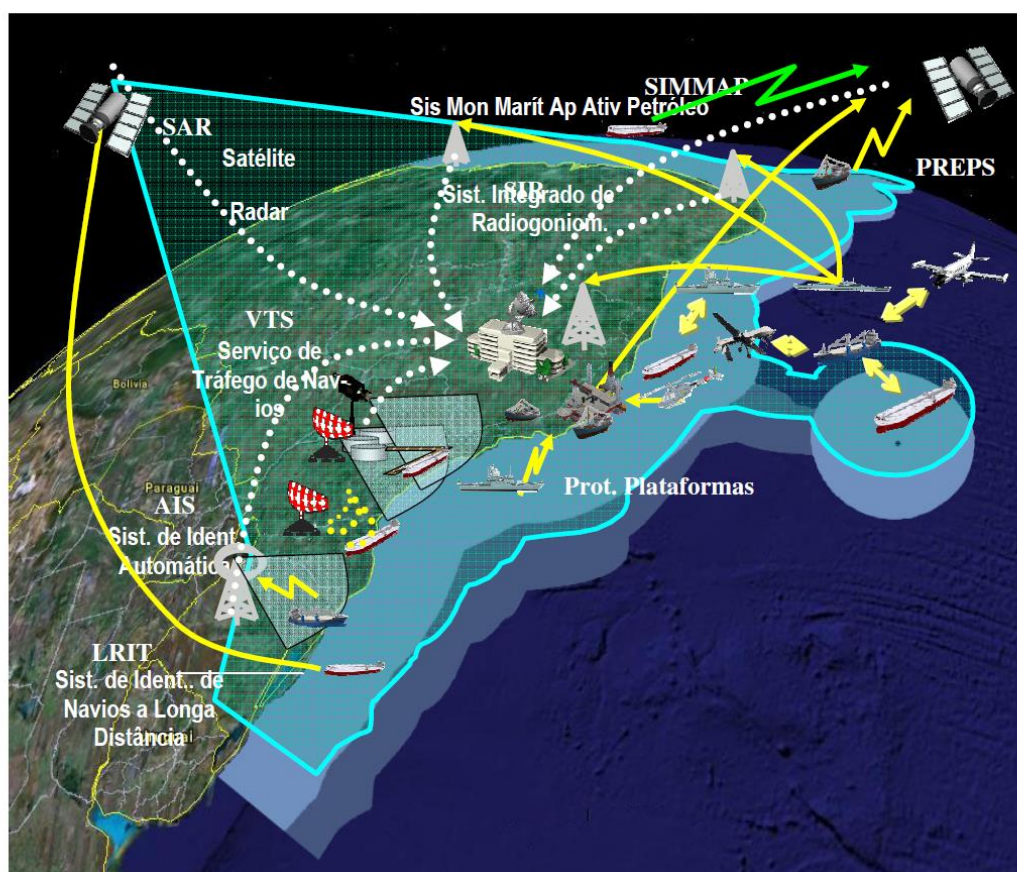 SIMMAP
Sis Mon Marít Ap Ativ Petróleo
SAR
Satélite
Radar
PREPS
SIR
Sist. Integrado de
Radiogoniom.
VTS
Serviço de
Tráfego de Nav-
ios
Bolivia
Paraguai
AIS
Sist. de Ident
Automática
Prot. Plataformas
LRIT
Sist. de Ident.. de
Navios a Longa
Distância